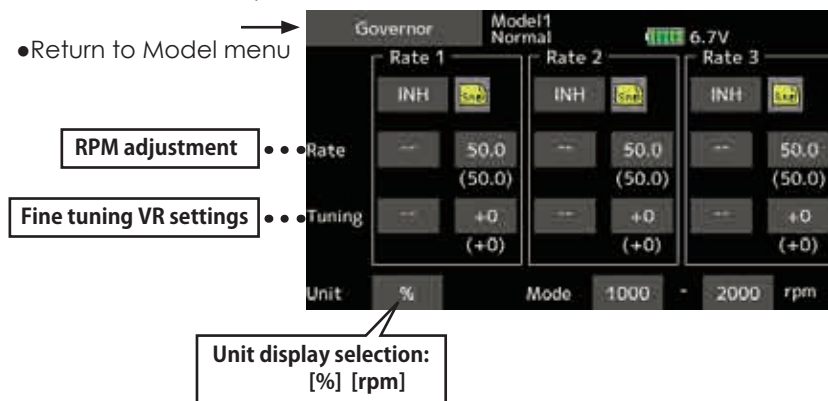 Governor
Model1
Normal
6.7V
●Return to Model menu
Rate 1 Rate 2 Rate 3
INH INH INH
RPM adjustment
Rate -- 50.0 -- 50.0 -- 50.0
(50.0) (50.0) (50.0)
Fine tuning VR settings
Tuning -- +0 -- +0 -- +0
(+0) (+0) (+0)
Unit % Mode 1000 - 2000 rpm
Unit display selection:
[%] [rpm]